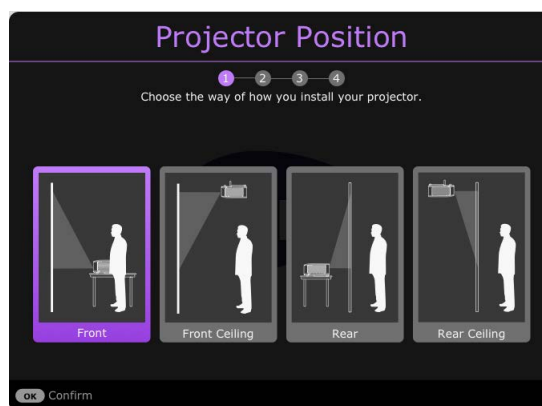 Projector Position
1 2 3 4
Choose the way of how you install your projector.
Front Front Ceiling Rear Rear Ceiling
OK Confirm